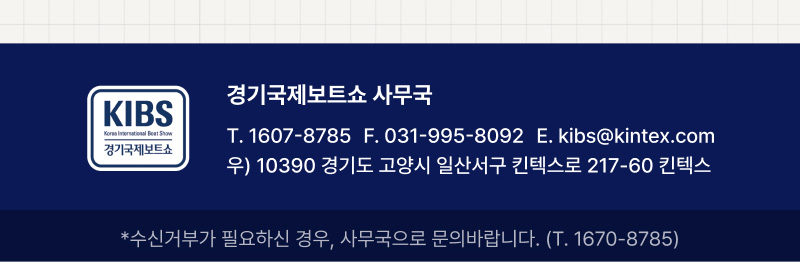 KIBS
Korea International Boat Show
경기국제보트쇼
경기국제보트쇼 사무국
T. 1607-8785 F. 031-995-8092 E. kibs@kintex.com
우) 10390 경기도 고양시 일산서구 킨텍스로 217-60 킨텍스
*수신거부가 필요하신 경우, 사무국으로 문의바랍니다. (T. 1670-8785)